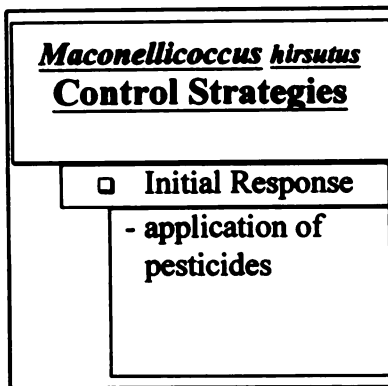 Maconellicoccus hirsutus
Control Strategies
❑ Initial Response
- application of
pesticides